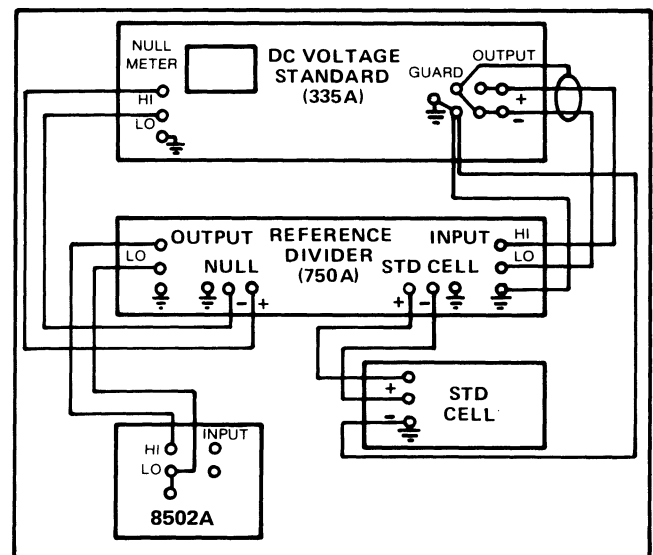 NULL
METER
HI
LO
DC VOLTAGE
STANDARD
(335A)
GUARD
OUTPUT
+
-
OUTPUT
LO
NULL
- +
REFERENCE
DIVIDER
(750A)
INPUT
HI
LO
STD CELL
+ -
+
-
STD
CELL
INPUT
HI
LO
8502A